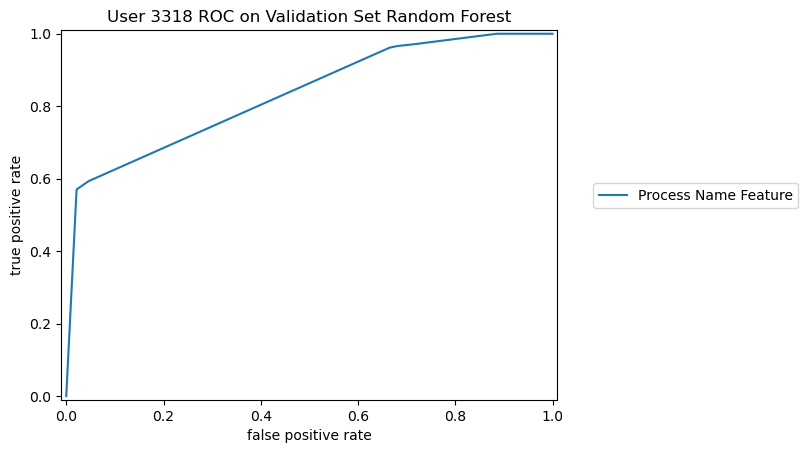 User 3318 ROC on Validation Set Random Forest
1.0
0.8
0.6
0.4
0.2
0.0
true positive rate
0.0 0.2 0.4 0.6 0.8 1.0
false positive rate
Process Name Feature